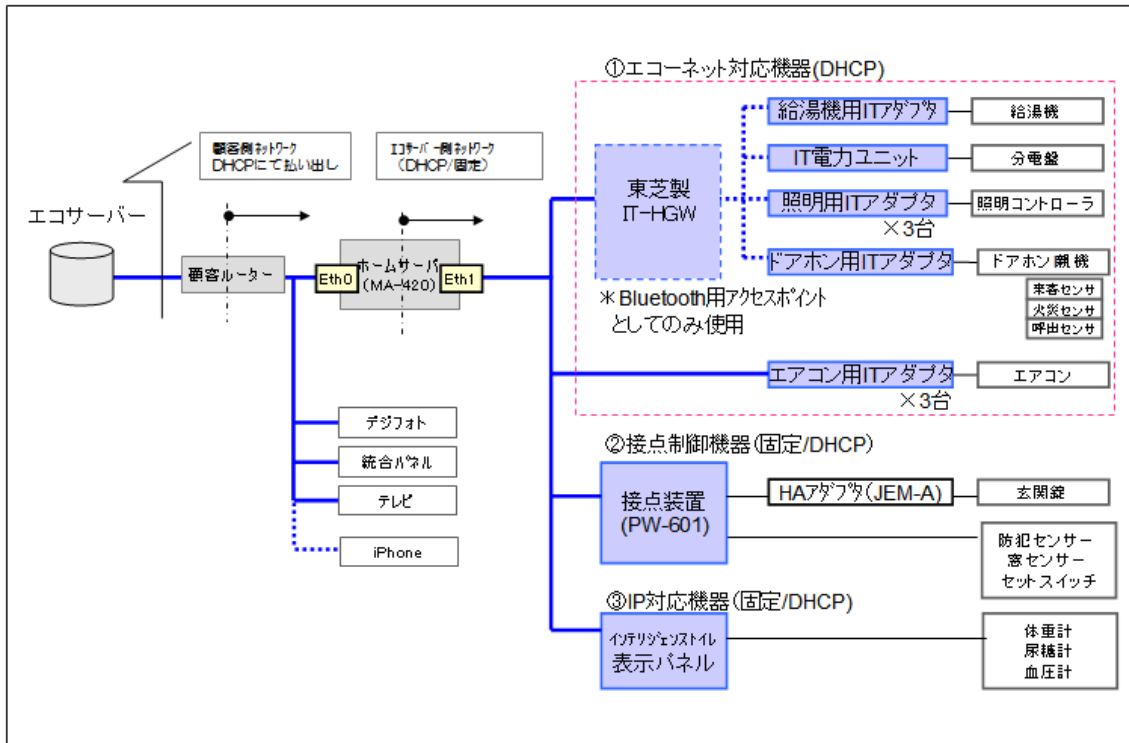 ①エコーネット対応機器(DHCP)
顧客側ネットワーク
DHCPにて払い出し
エコサーバー側ネットワーク
(DHCP/固定)
エコサーバー
顧客ルーター
Eth0
ホームサーバ
(MA-420)
Eth1
東芝製
IT-HGW
*Bluetooth用アクセスポイント
としてのみ使用
給湯機用ITアダプタ
給湯機
IT電力ユニット
分電盤
照明用ITアダプタ
×3台
照明コントローラ
ドアホン用ITアダプタ
ドアホン親機
来客センサ
火災センサ
呼出センサ
エアコン用ITアダプタ
×3台
エアコン
デジフォト
統合パネル
テレビ
iPhone
②接点制御機器(固定/DHCP)
接点装置
(PW-601)
HAアダプタ(JEM-A)
玄関錠
防犯センサー
窓センサー
セットスイッチ
③IP対応機器(固定/DHCP)
インテリジェンストイレ
表示パネル
体重計
尿糖計
血圧計